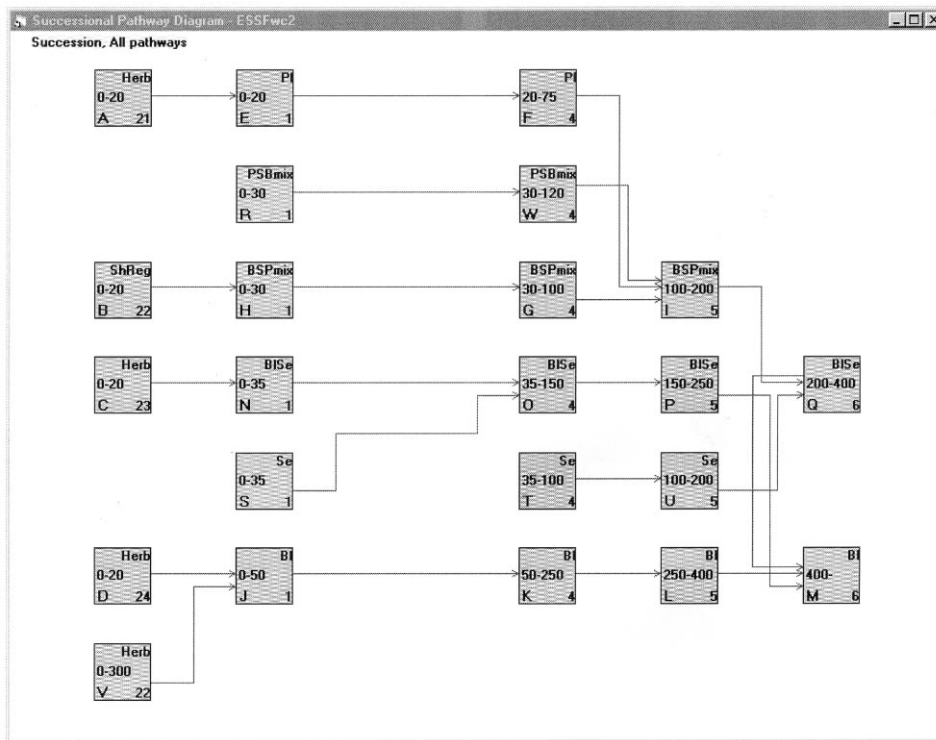 Successional Pathway Diagram - ESSFwc2
Succession, All pathways
Herb
0-20
A 21
Pl
0-20
E 1
Pl
20-75
F 4
PSBmix
0-30
R 1
PSBmix
30-120
W 4
ShReg
0-20
B 22
BSPmix
0-30
H 1
BSPmix
30-100
G 4
BSPmix
100-200
I 5
Herb
0-20
C 23
BlSe
0-35
N 1
BlSe
35-150
O 4
BlSe
150-250
P 5
BlSe
200-400
Q 6
Se
0-35
S 1
Se
35-100
T 4
Se
100-200
U 5
Herb
0-20
D 24
Bl
0-50
J 1
Bl
50-250
K 4
Bl
250-400
L 5
Bl
400-
M 6
Herb
0-300
V 22